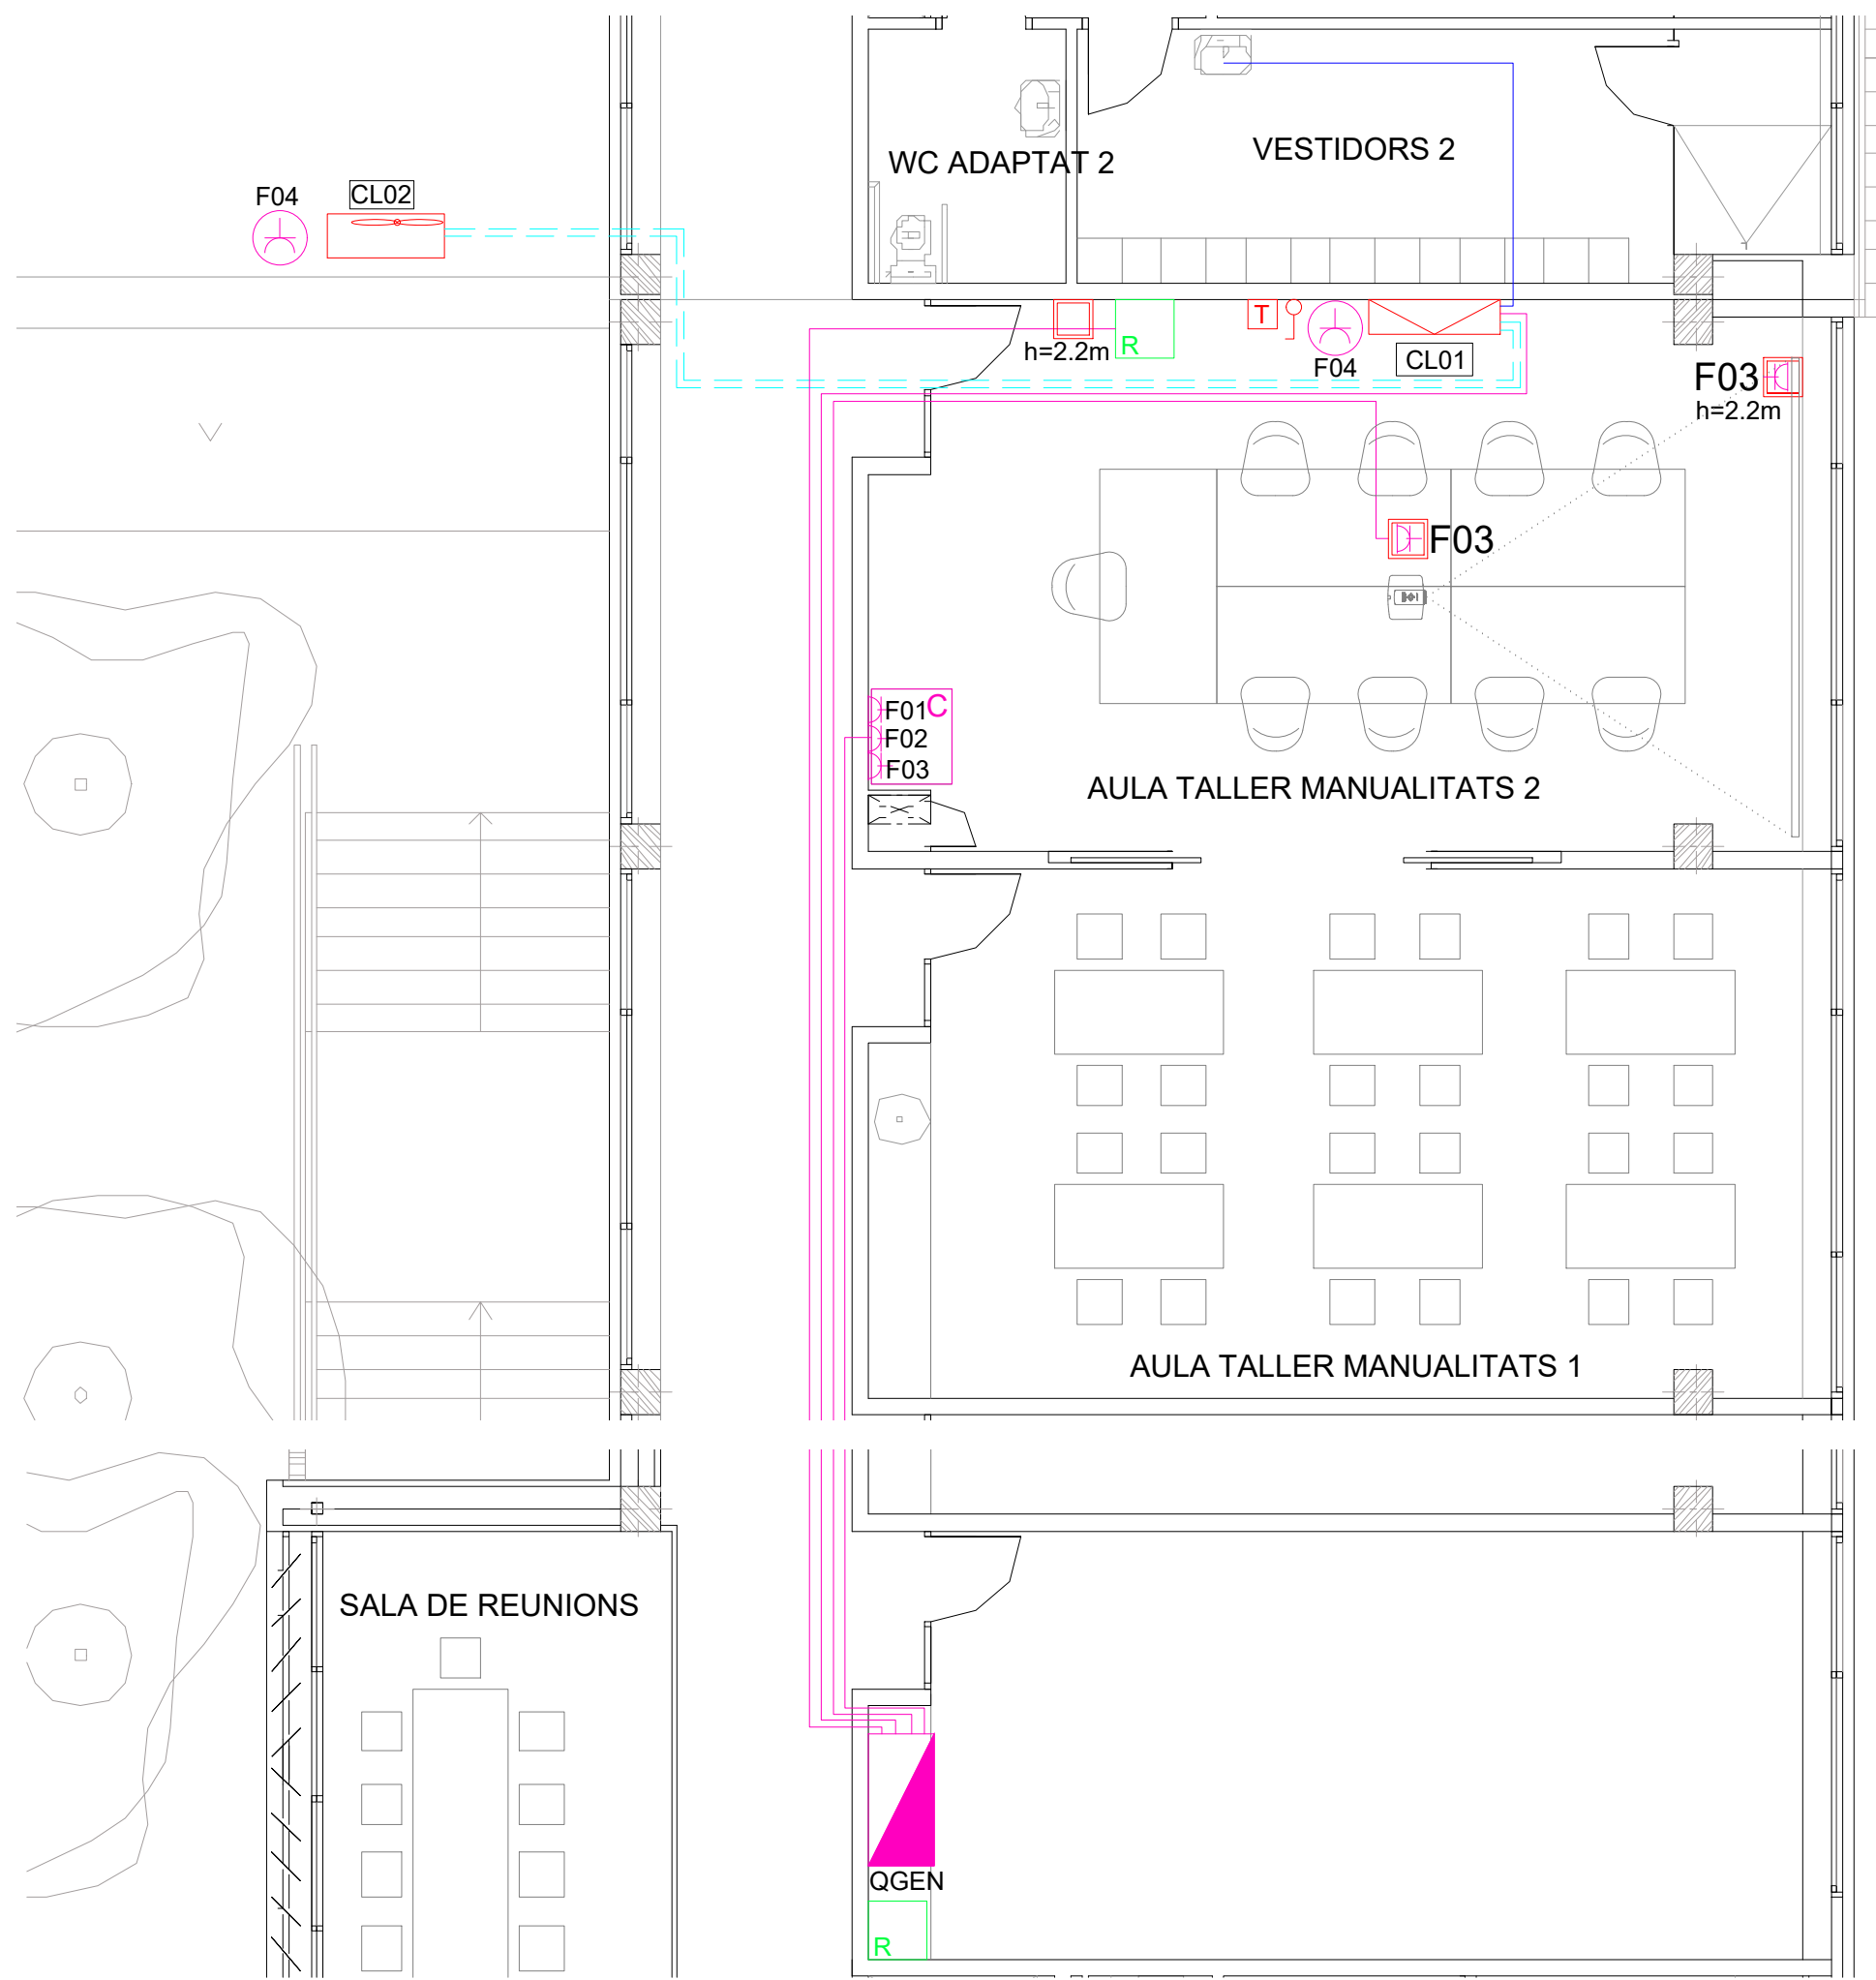 WC ADAPTAT 2
VESTIDORS 2
F04
CL02
T
h=2.2m
R
F04
CL01
F03
h=2.2m
F03
F01
C
F02
F03
AULA TALLER MANUALITATS 2
AULA TALLER MANUALITATS 1
SALA DE REUNIONS
QGEN
R